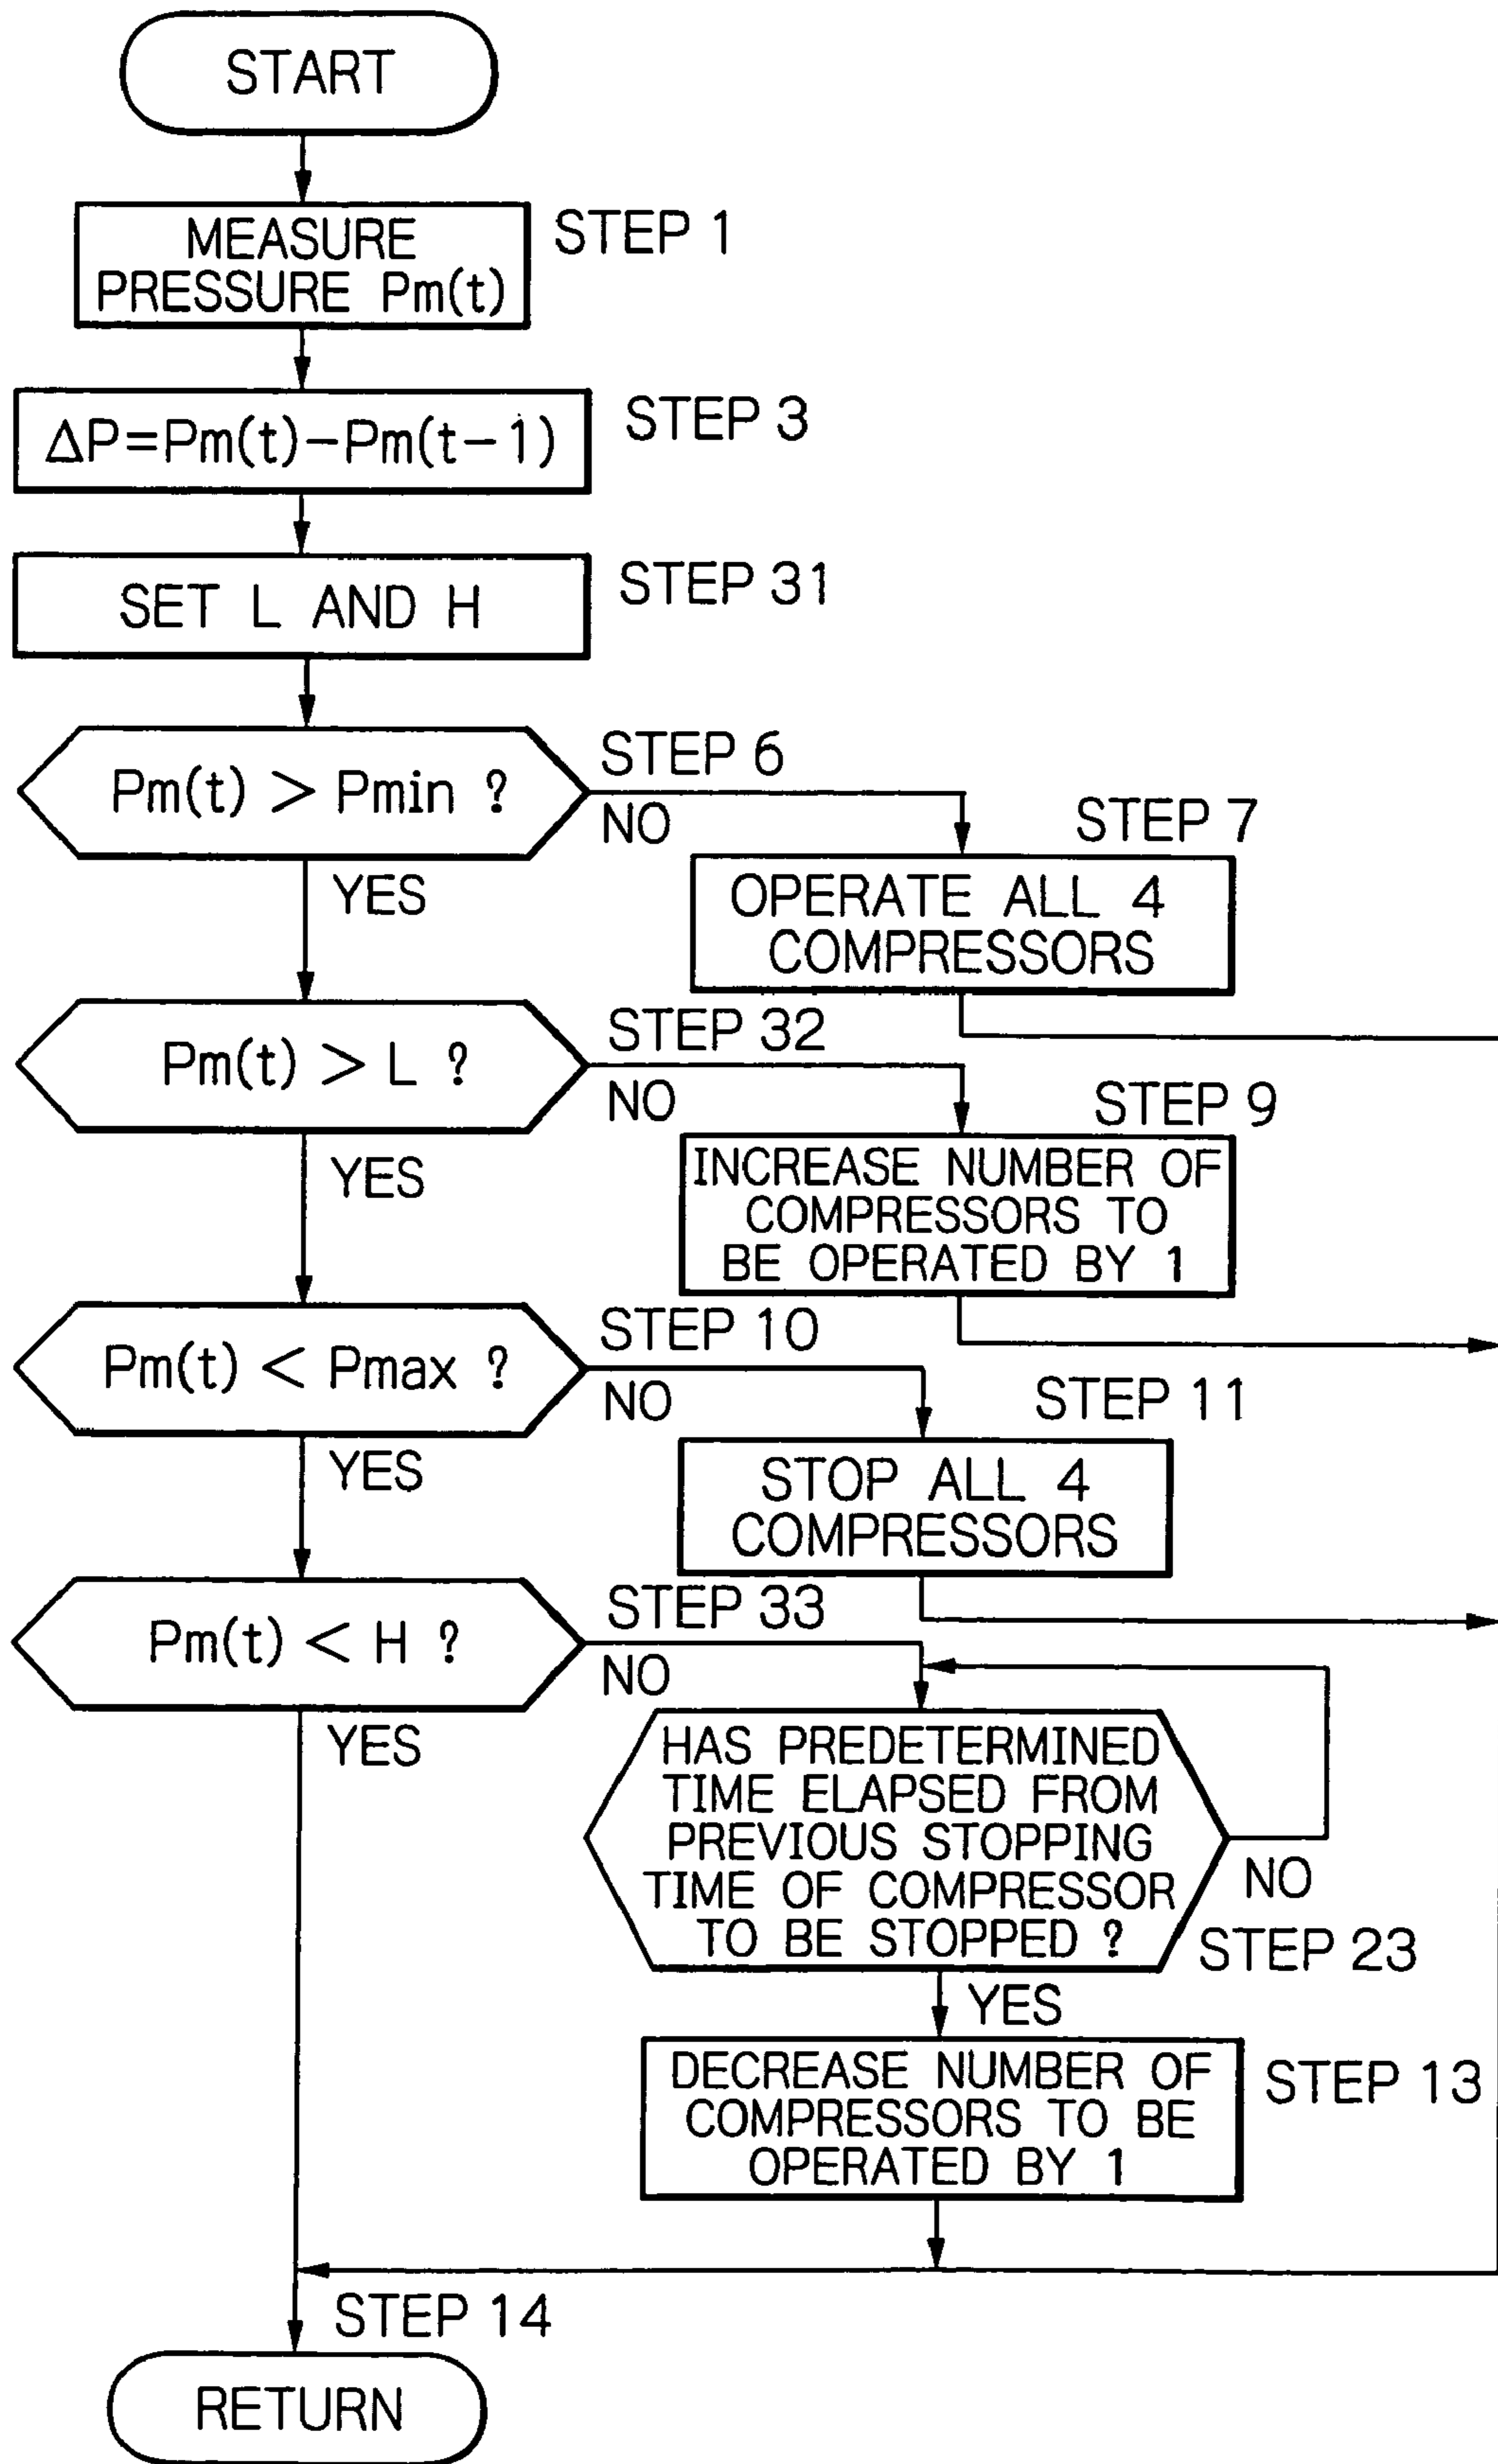 START
MEASURE
PRESSURE Pm(t)
STEP 1
ΔP=Pm(t)-Pm(t-1)
STEP 3
SET L AND H
STEP 31
Pm(t) > Pmin ?
STEP 6
NO
YES
STEP 7
OPERATE ALL 4
COMPRESSORS
Pm(t) > L ?
STEP 32
NO
YES
STEP 9
INCREASE NUMBER OF
COMPRESSORS TO
BE OPERATED BY 1
Pm(t) < Pmax ?
STEP 10
NO
YES
STEP 11
STOP ALL 4
COMPRESSORS
Pm(t) < H ?
STEP 33
NO
YES
HAS PREDETERMINED
TIME ELAPSED FROM
PREVIOUS STOPPING
TIME OF COMPRESSOR
TO BE STOPPED ?
NO
STEP 23
YES
DECREASE NUMBER OF
COMPRESSORS TO BE
OPERATED BY 1
STEP 13
STEP 14
RETURN